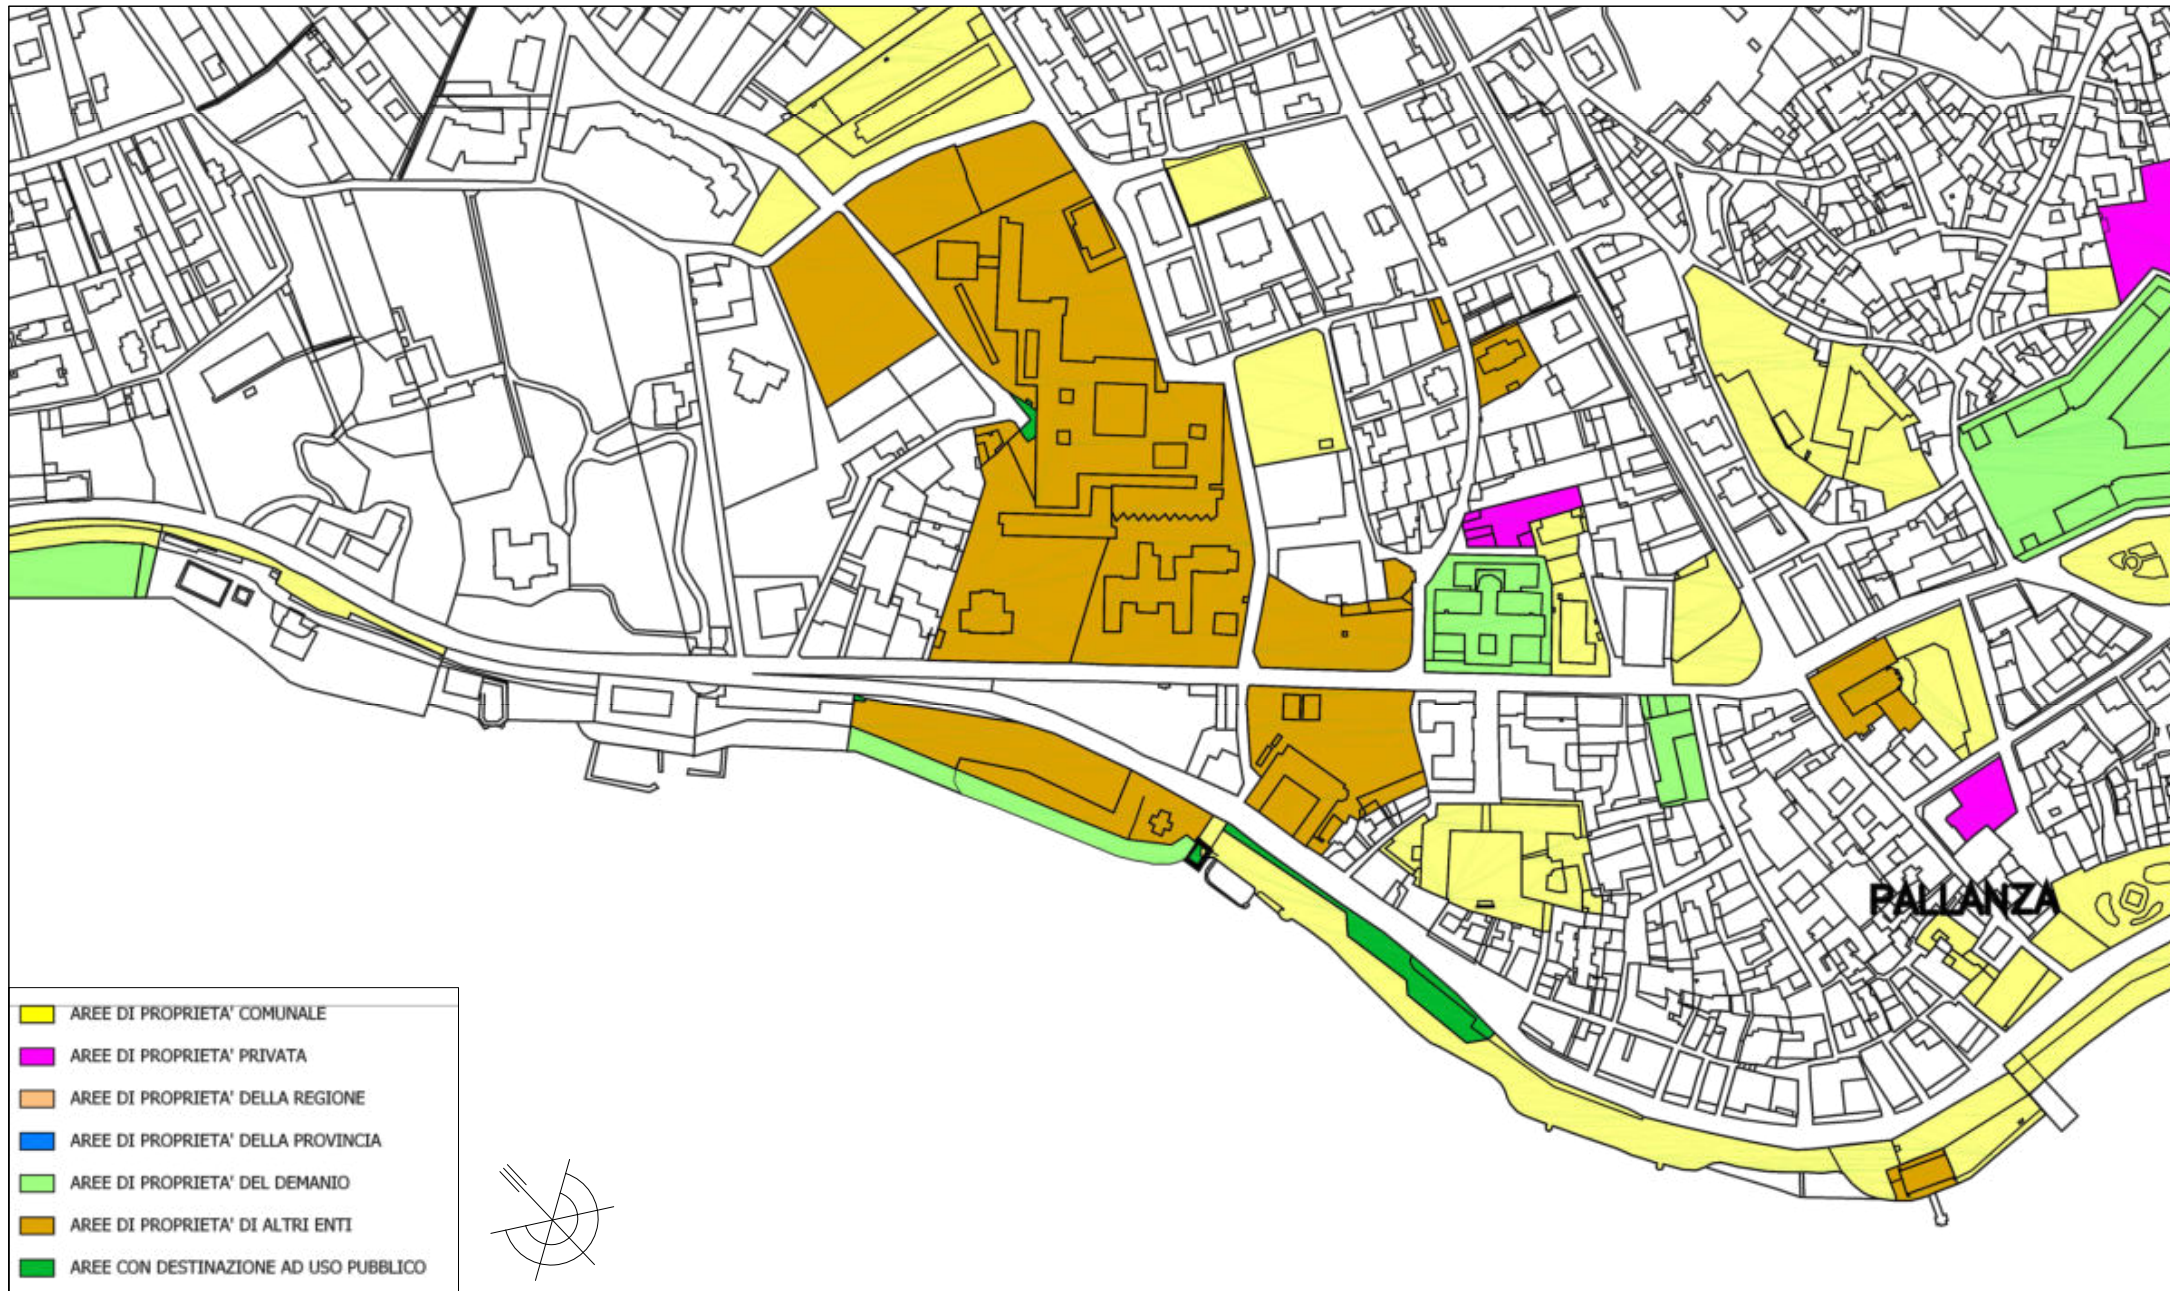 PALLANZA
AREE DI PROPRIETA' COMUNALE
AREE DI PROPRIETA' PRIVATA
AREE DI PROPRIETA' DELLA REGIONE
AREE DI PROPRIETA' DELLA PROVINCIA
AREE DI PROPRIETA' DEL DEMANIO
AREE DI PROPRIETA' DI ALTRI ENTI
AREE CON DESTINAZIONE AD USO PUBBLICO